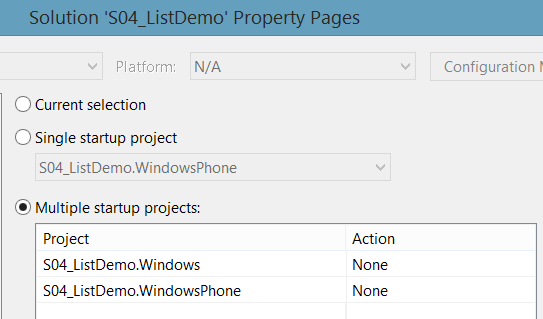 Solution 'S04_ListDemo' Property Pages
Platform: N/A Configuration
Current selection
Single startup project
S04_ListDemo.WindowsPhone
Multiple startup projects:
Project Action
S04_ListDemo.Windows None
S04_ListDemo.WindowsPhone None